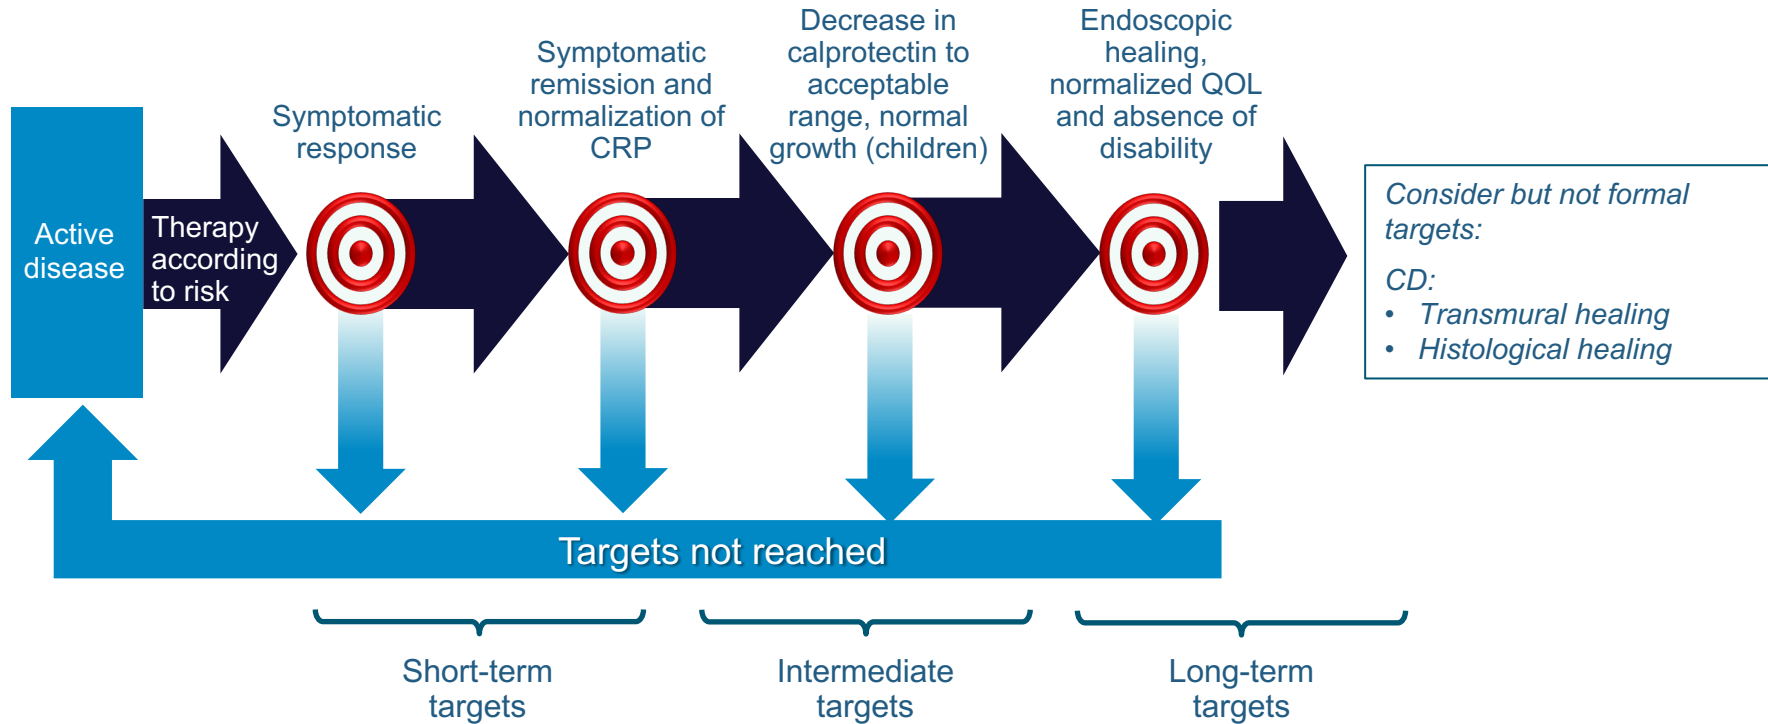 Active
disease
Therapy
according
to risk
Symptomatic
response
Symptomatic
remission and
normalization of
CRP
Decrease in
calprotectin to
acceptable
range, normal
growth (children)
Endoscopic
healing,
normalized QOL
and absence of
disability
Consider but not formal
targets:
CD:
• Transmural healing
• Histological healing
Targets not reached
Short-term
targets
Intermediate
targets
Long-term
targets